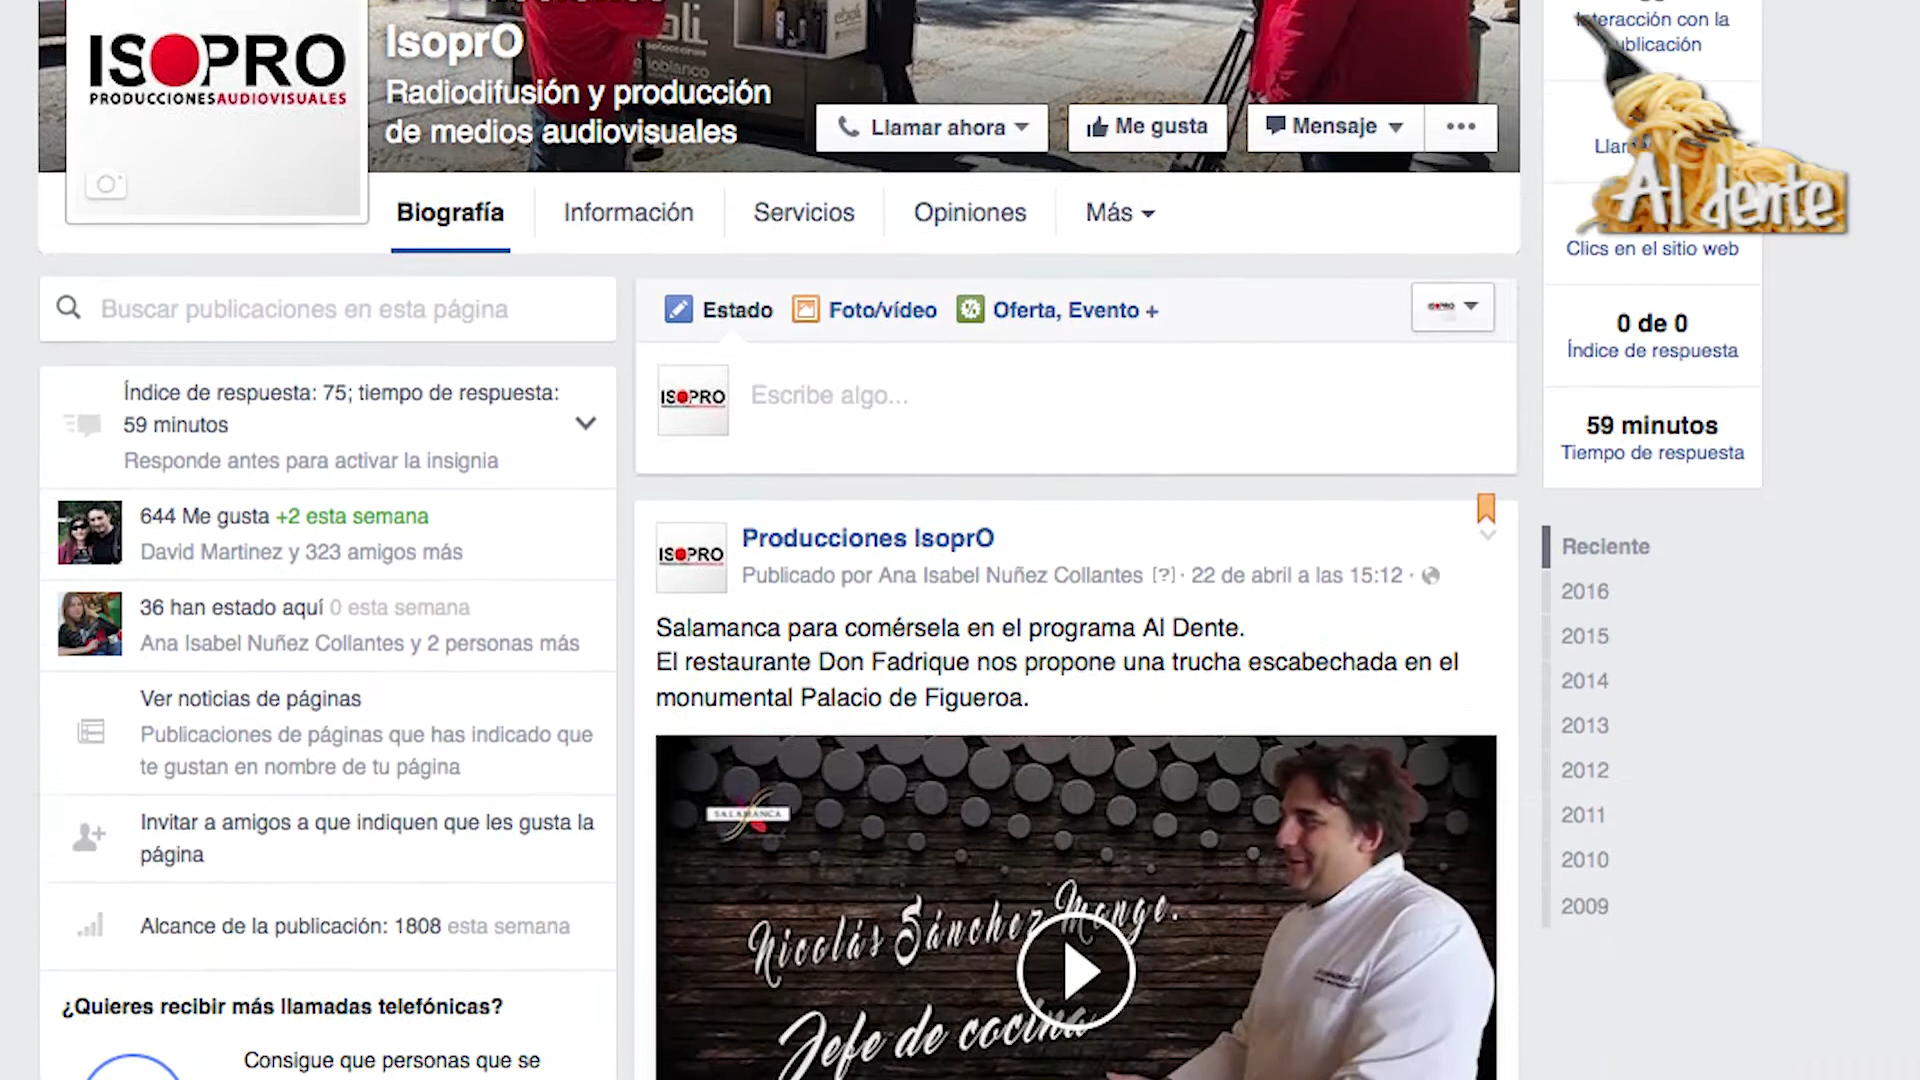 ISOPRO
PRODUCCIONESAUDIOVISUALES
IsoprO
Radiodifusión y producción
de medios audiovisuales
Llamar ahora
Me gusta
Mensaje
Biografía
Información
Servicios
Opiniones
Más
Buscar publicaciones en esta página
Índice de respuesta: 75; tiempo de respuesta:
59 minutos
Responde antes para activar la insignia
644 Me gusta +2 esta semana
David Martinez y 323 amigos más
36 han estado aquí 0 esta semana
Ana Isabel Nuñez Collantes y 2 personas más
Ver noticias de páginas
Publicaciones de páginas que has indicado que
te gustan en nombre de tu página
Invitar a amigos a que indiquen que les gusta la
página
Alcance de la publicación: 1808 esta semana
¿Quieres recibir más llamadas telefónicas?
Consigue que personas que se
Estado
Foto/vídeo
Oferta, Evento +
ISOPRO
ISOPRO
Escribe algo...
ISOPRO
Producciones IsoprO
Publicado por Ana Isabel Nuñez Collantes [?] · 22 de abril a las 15:12 ·
Salamanca para comérsela en el programa Al Dente.
El restaurante Don Fadrique nos propone una trucha escabechada en el
monumental Palacio de Figueroa.
SALAMANCA
Nicolás Sánchez Monge.
Jefe de cocina
con la
Al dente
Clics en el sitio web
0 de 0
Índice de respuesta
59 minutos
Tiempo de respuesta
Reciente
2016
2015
2014
2013
2012
2011
2010
2009